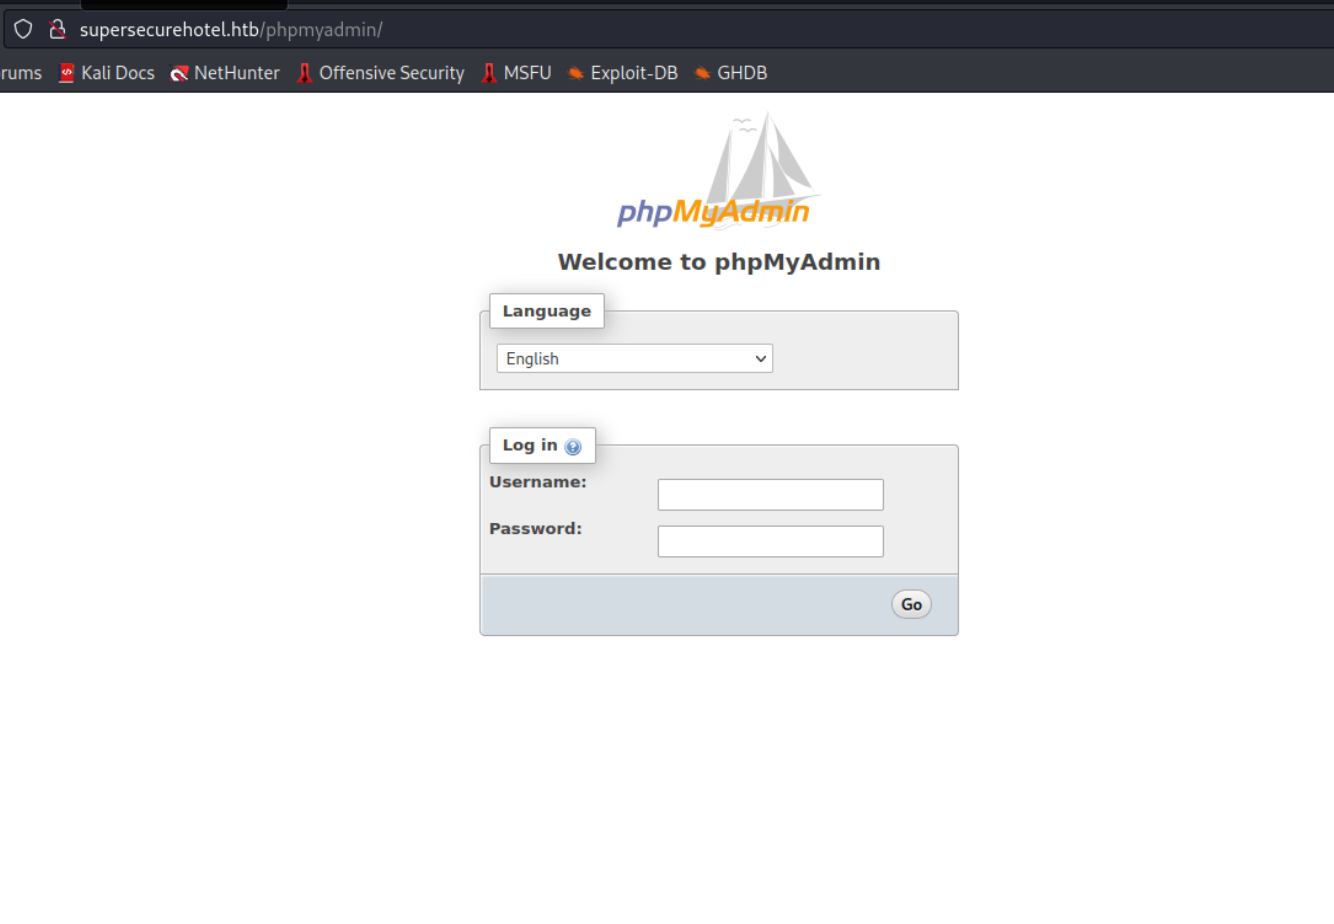 supersecurehotel.htb/phpmyadmin/
rums Kali Docs NetHunter Offensive Security MSFU Exploit-DB GHDB
phpMyAdmin
Welcome to phpMyAdmin
Language
English
Log in ?
Username:
Password:
Go